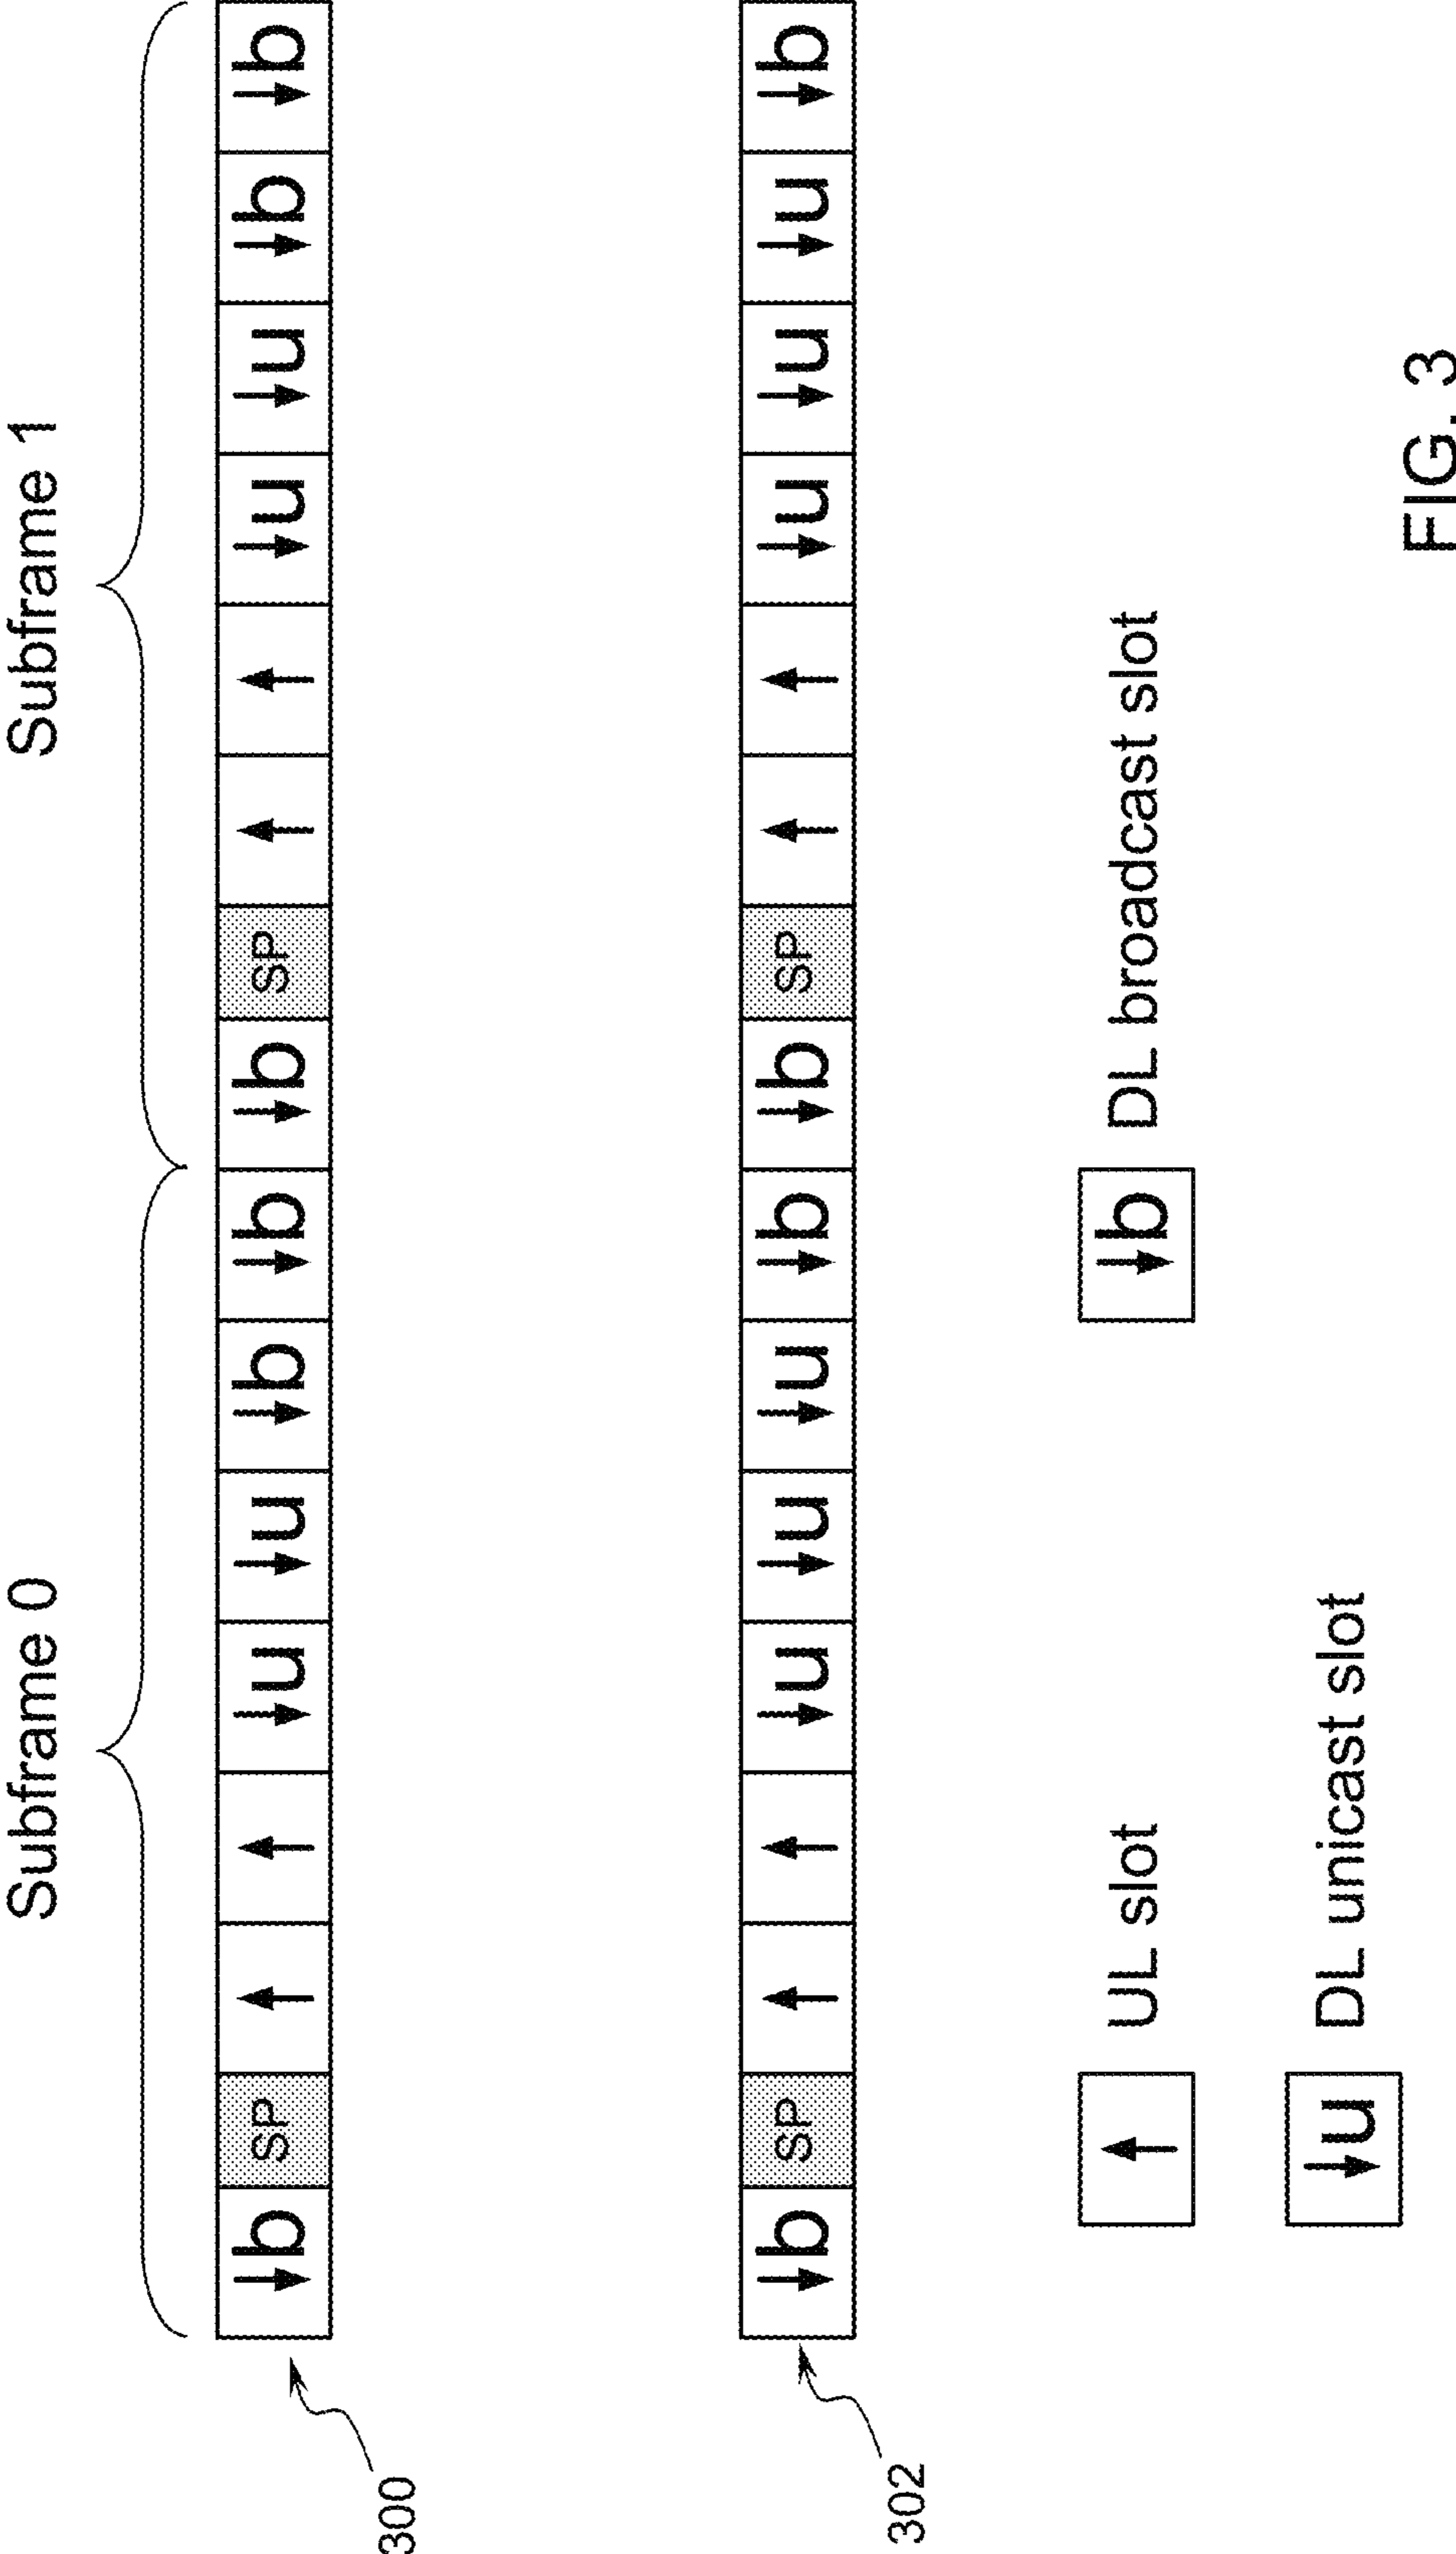 Subframe 0 Subframe 1
300 ↓b SP ↑ ↑ ↓u ↓u ↓b ↓b ↓b SP ↑ ↑ ↓u ↓u ↓b ↓b
302 ↓b SP ↑ ↑ ↓u ↓u ↓u ↓b ↓b SP ↑ ↑ ↓u ↓u ↓u ↓b
↑ UL slot ↓b DL broadcast slot
↓u DL unicast slot
FIG. 3